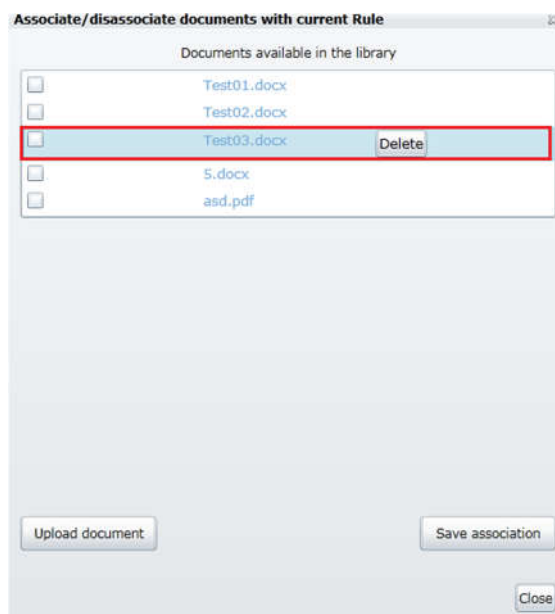 Associate/disassociate documents with current Rule
Documents available in the library
Test01.docx
Test02.docx
Test03.docx Delete
5.docx
asd.pdf
Upload document Save association
Close